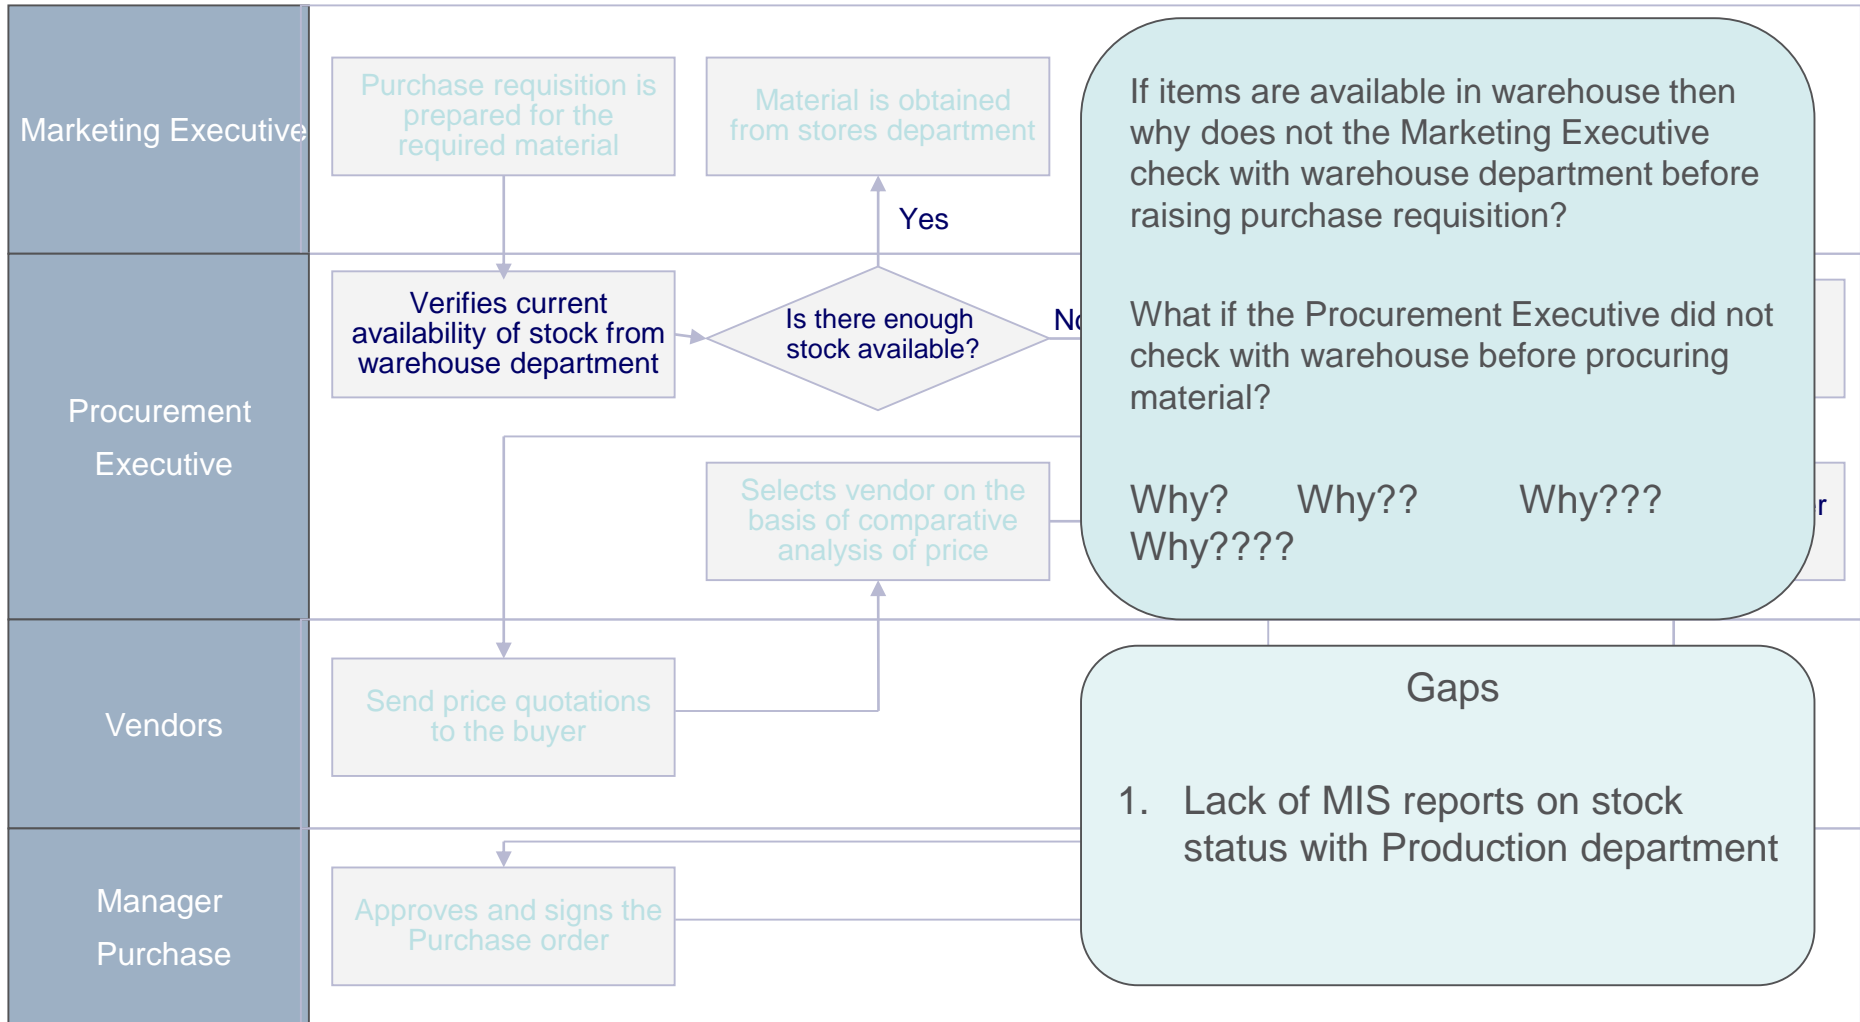 Marketing Executive
Purchase requisition is
prepared for the
required material
Material is obtained
from stores department
Yes
Procurement
Executive
Verifies current
availability of stock from
warehouse department
Is there enough
stock available?
Selects vendor on the
basis of comparative
analysis of price
Vendors
Send price quotations
to the buyer
Manager
Purchase
Approves and signs the
Purchase order
If items are available in warehouse then
why does not the Marketing Executive
check with warehouse department before
raising purchase requisition?
What if the Procurement Executive did not
check with warehouse before procuring
material?
Why? Why?? Why???
Why????
Gaps
1. Lack of MIS reports on stock
status with Production department